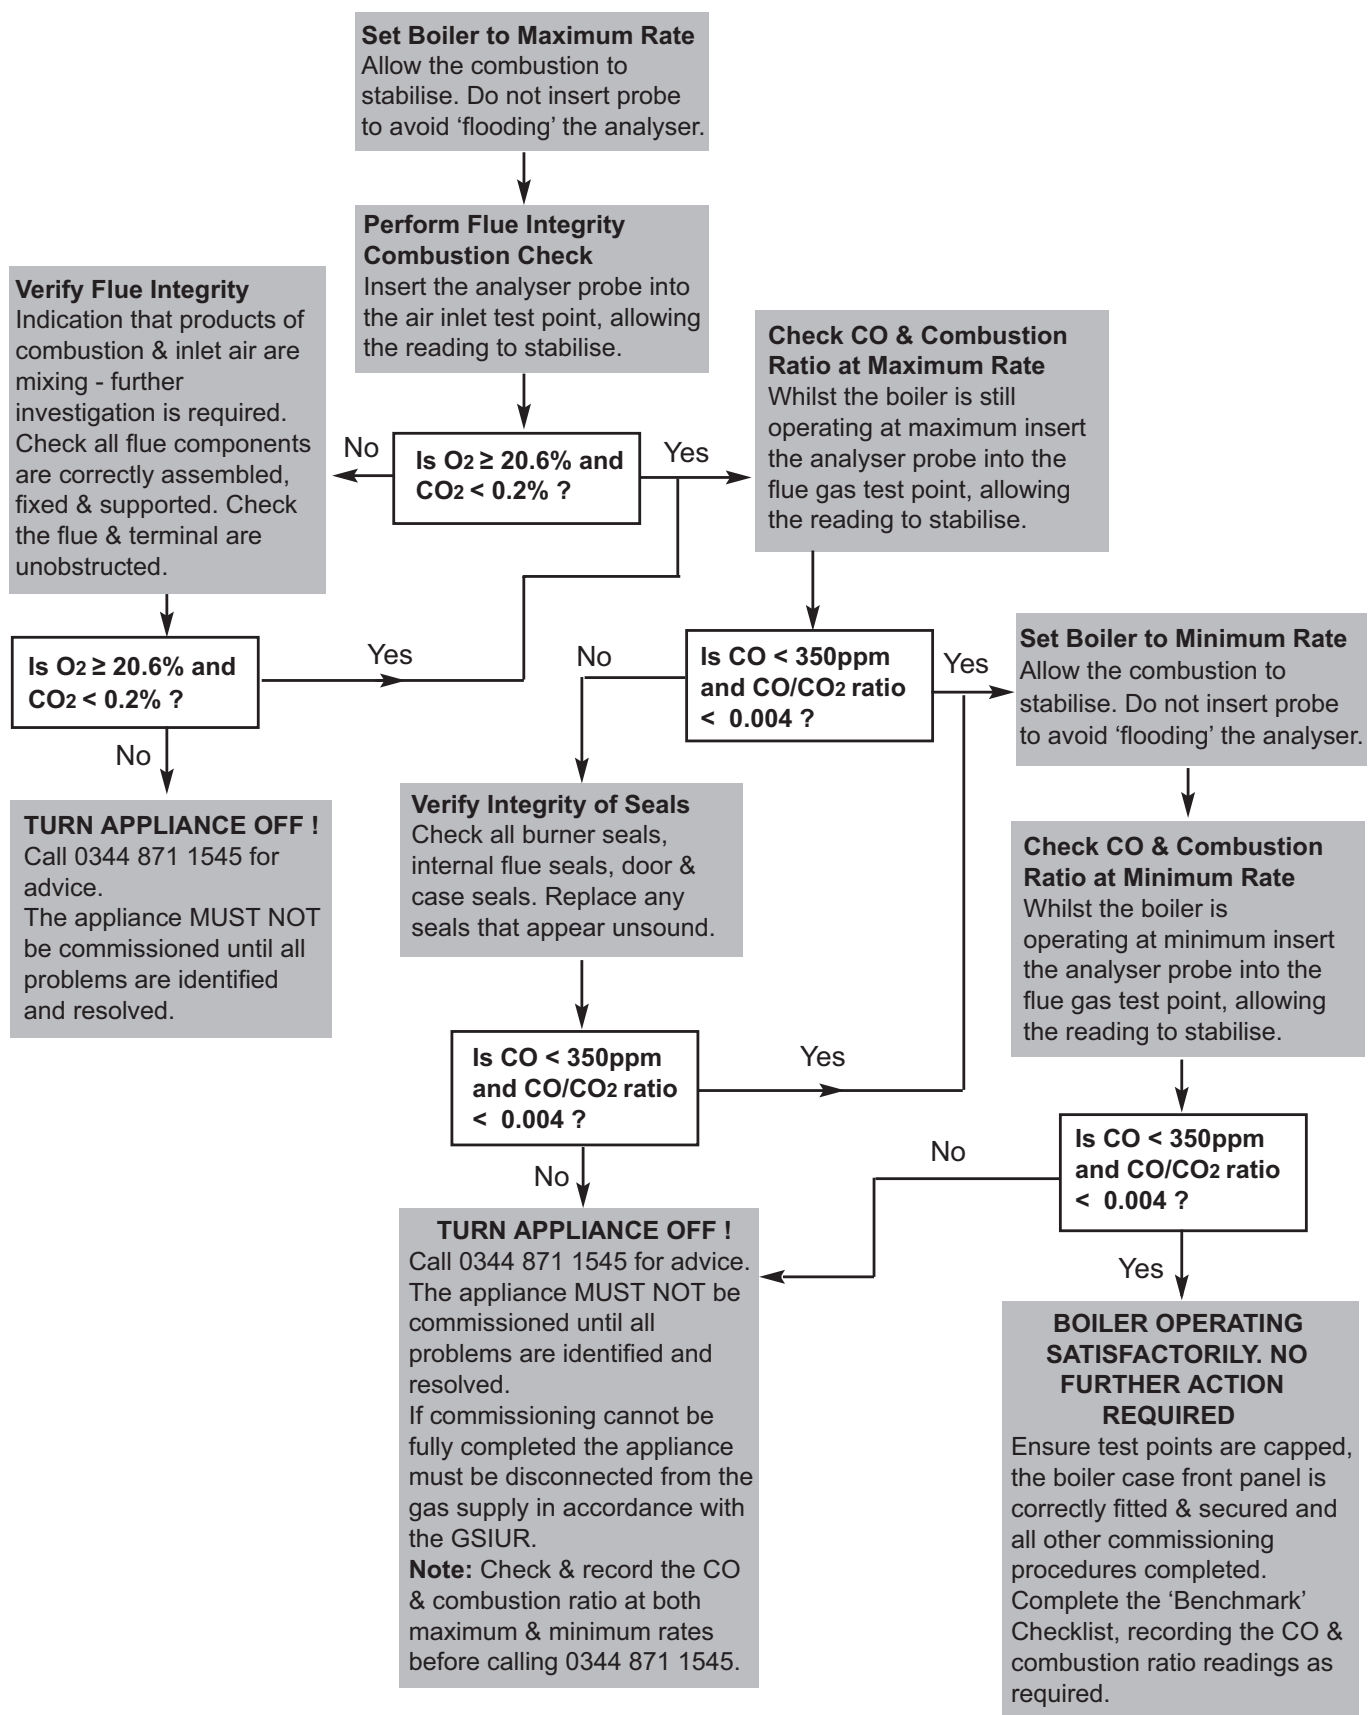 Set Boiler to Maximum Rate
Allow the combustion to
stabilise. Do not insert probe
to avoid ‘flooding’ the analyser.
Perform Flue Integrity
Combustion Check
Insert the analyser probe into
the air inlet test point, allowing
the reading to stabilise.
Is O2 ≥ 20.6% and
CO2 < 0.2% ?
No
Yes
Verify Flue Integrity
Indication that products of
combustion & inlet air are
mixing - further
investigation is required.
Check all flue components
are correctly assembled,
fixed & supported. Check
the flue & terminal are
unobstructed.
Is O2 ≥ 20.6% and
CO2 < 0.2% ?
Yes
No
TURN APPLIANCE OFF !
Call 0344 871 1545 for
advice.
The appliance MUST NOT
be commissioned until all
problems are identified
and resolved.
Check CO & Combustion
Ratio at Maximum Rate
Whilst the boiler is still
operating at maximum insert
the analyser probe into the
flue gas test point, allowing
the reading to stabilise.
Is CO < 350ppm
and CO/CO2 ratio
< 0.004 ?
No
Yes
Verify Integrity of Seals
Check all burner seals,
internal flue seals, door &
case seals. Replace any
seals that appear unsound.
Is CO < 350ppm
and CO/CO2 ratio
< 0.004 ?
Yes
No
TURN APPLIANCE OFF !
Call 0344 871 1545 for advice.
The appliance MUST NOT be
commissioned until all
problems are identified and
resolved.
If commissioning cannot be
fully completed the appliance
must be disconnected from the
gas supply in accordance with
the GSIUR.
Note: Check & record the CO
& combustion ratio at both
maximum & minimum rates
before calling 0344 871 1545.
Set Boiler to Minimum Rate
Allow the combustion to
stabilise. Do not insert probe
to avoid ‘flooding’ the analyser.
Check CO & Combustion
Ratio at Minimum Rate
Whilst the boiler is
operating at minimum insert
the analyser probe into the
flue gas test point, allowing
the reading to stabilise.
Is CO < 350ppm
and CO/CO2 ratio
< 0.004 ?
No
Yes
BOILER OPERATING
SATISFACTORILY. NO
FURTHER ACTION
REQUIRED
Ensure test points are capped,
the boiler case front panel is
correctly fitted & secured and
all other commissioning
procedures completed.
Complete the ‘Benchmark’
Checklist, recording the CO &
combustion ratio readings as
required.